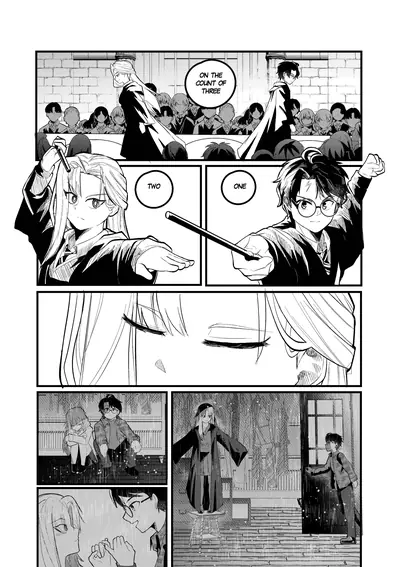 ON THE
COUNT OF
THREE
ONE
TWO